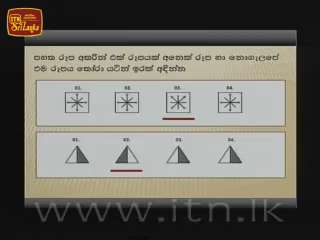 ITN
Sri Lanka
පහත රූප අතරින් එක් රූපයක් අනෙක් රූප හා නොගැලපේ
එම රූපය තෝරා යටින් ඉරක් අඳින්න
01. 02. 03. 04.
01. 02. 03. 04.
www.itn.lk